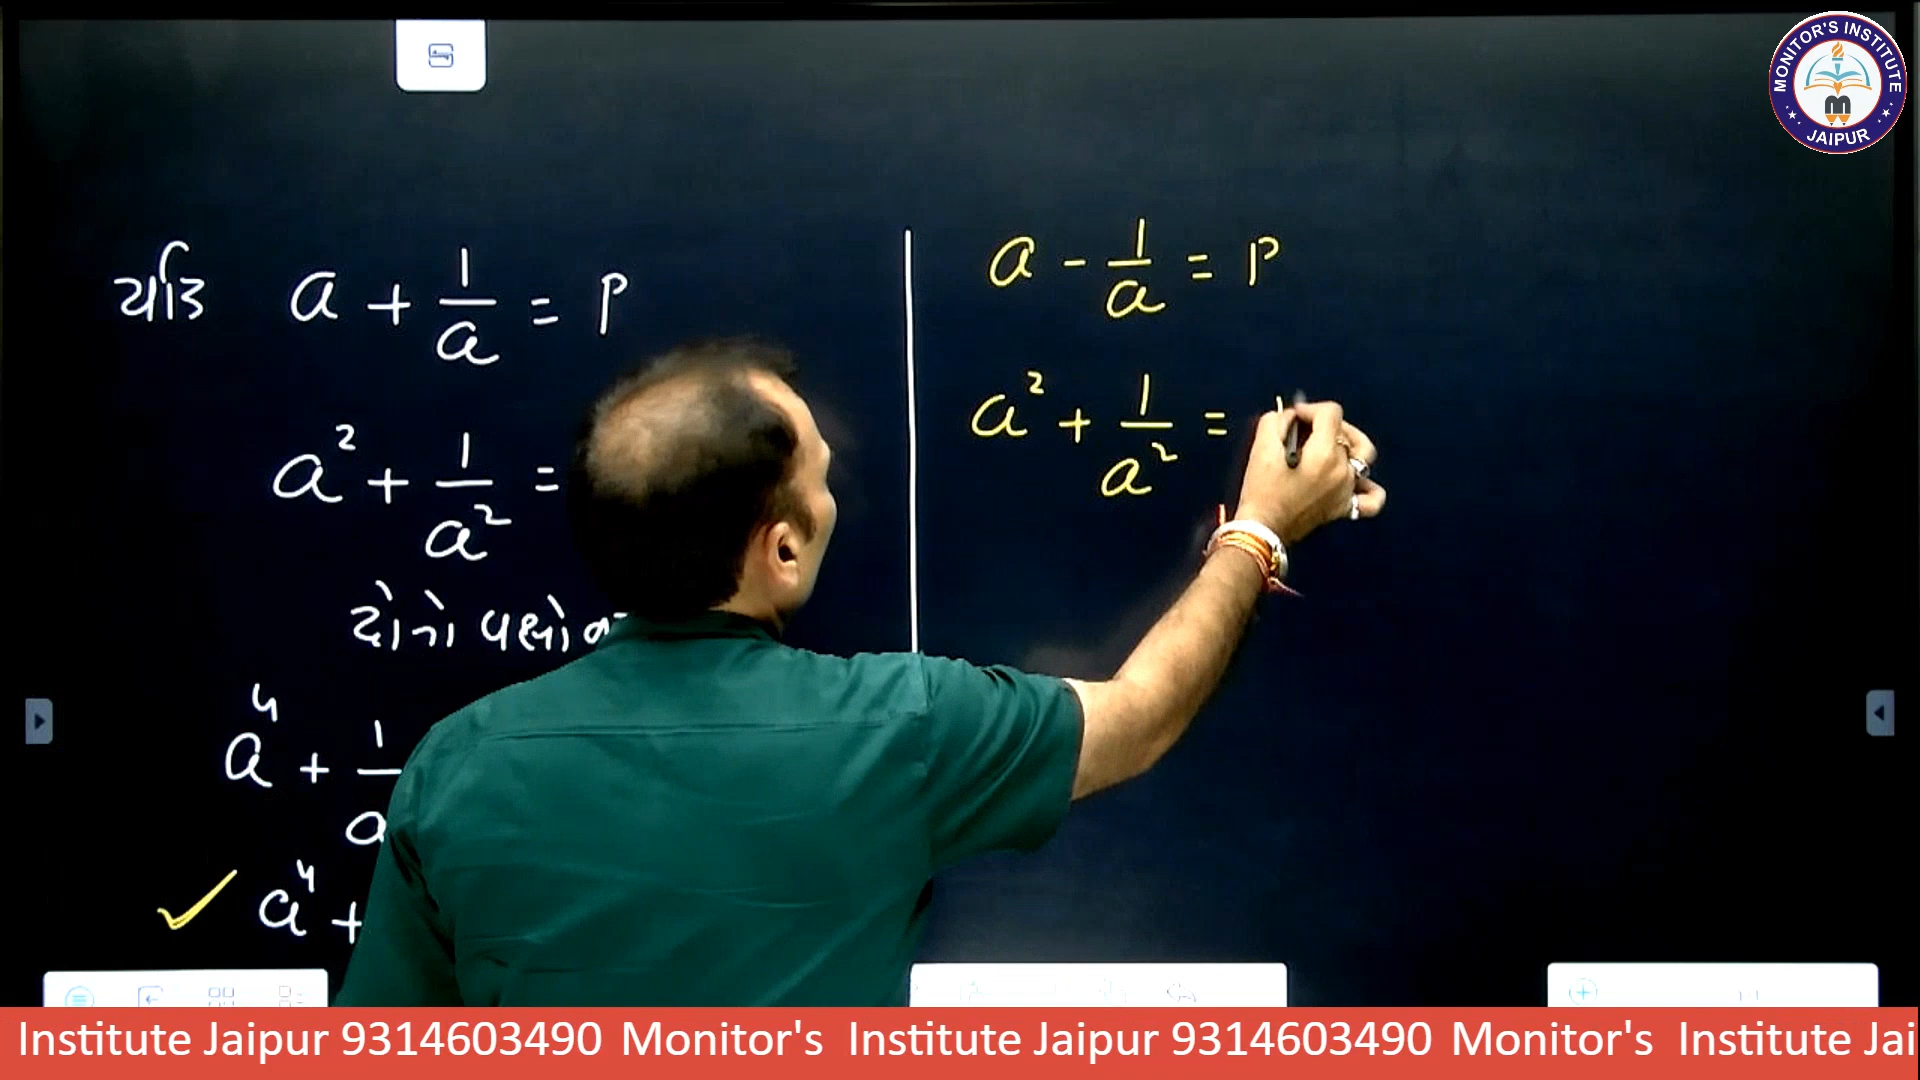 यदि a + 1/a = P
a² + 1/a² =
दोनों पक्षों
a⁴ + 1/a
✓ a⁴ +
a - 1/a = P
a² + 1/a² =
MONITOR'S INSTITUTE
JAIPUR
Institute Jaipur 9314603490 Monitor's Institute Jaipur 9314603490 Monitor's Institute Jai